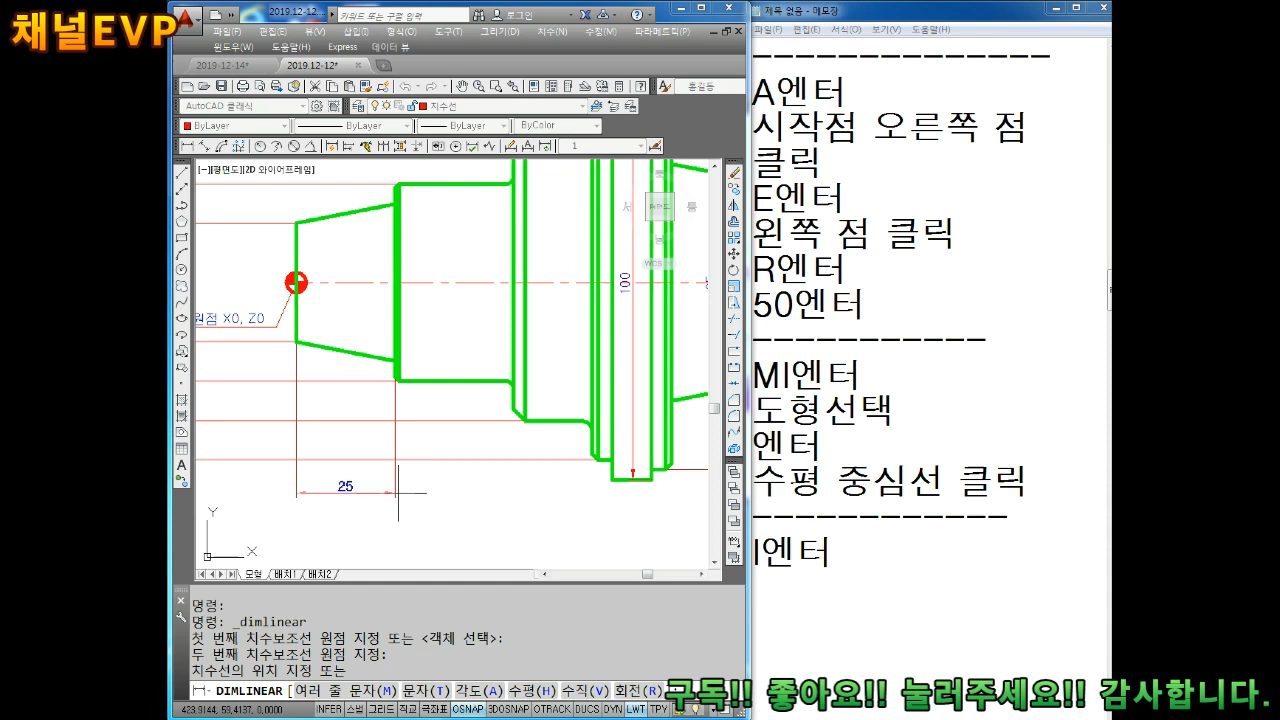 채널EVP
2019.12-12
키워드 또는 구절 입력
로그인
제목 없음 - 메모장
파일(F) 편집(E) 뷰(V) 삽입(I) 형식(O) 도구(T) 그리기(D) 치수(N) 수정(M) 파라메트릭(P)
윈도우(W) 도움말(H) Express 데이터 뷰
파일(F) 편집(E) 서식(O) 보기(V) 도움말(H)
2019-12-14*
2019.12-12*
홍길동
AutoCAD 클래식
치수선
ByLayer
ByLayer
ByLayer
ByColor
1
[-][평면도][2D 와이어프레임]
서
평면도
동
WCS
100
원점 X0, Z0
25
Y
X
모형
배치1
배치2
---------------
A엔터
시작점 오른쪽 점
클릭
E엔터
왼쪽 점 클릭
R엔터
50엔터
-----------
MI엔터
도형선택
엔터
수평 중심선 클릭
------------
I엔터
명령:
명령: _dimlinear
첫 번째 치수보조선 원점 지정 또는 <객체 선택>:
두 번째 치수보조선 원점 지정:
치수선의 위치 지정 또는
DIMLINEAR [여러 줄 문자(M) 문자(T) 각도(A) 수평(H) 수직(V) 회전(R)
INFER 스냅 그리드 직교 극좌표 OSNAP 3DOSNAP OTRACK DUCS DYN LWT TPY
구독!! 좋아요!! 눌러주세요!! 감사합니다.